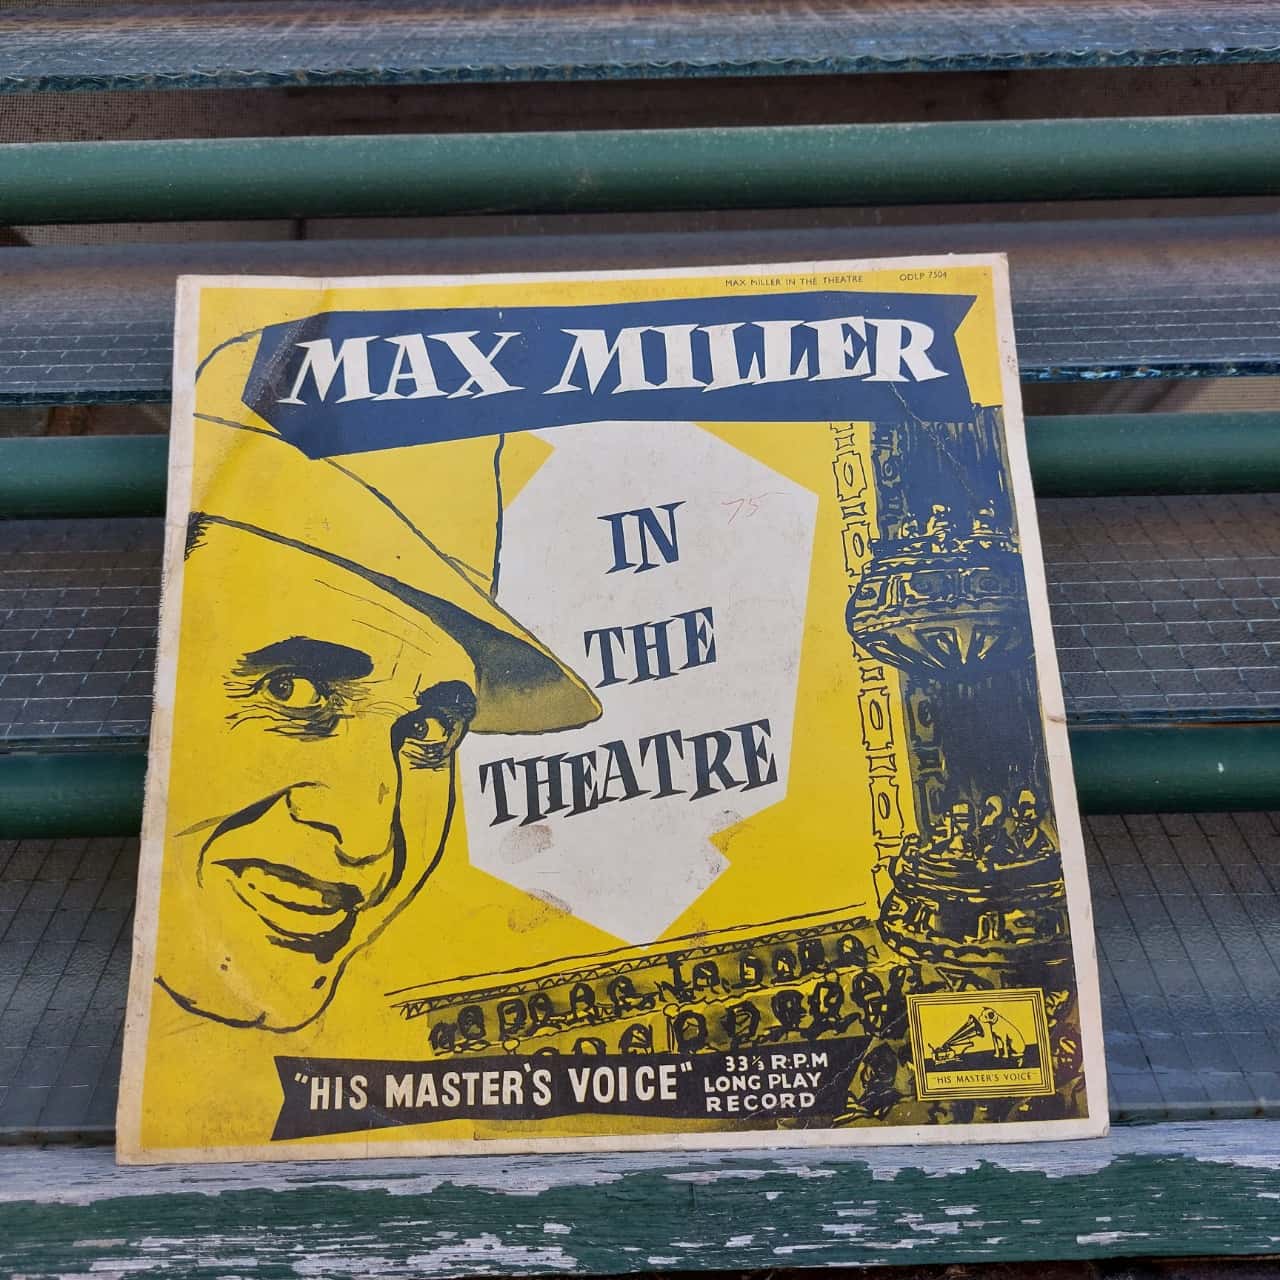 MAX MILLER IN THE THEATRE ODLP 7504
MAX MILLER
IN
75
THE
THEATRE
"HIS MASTER'S VOICE"
33⅓ R.P.M
LONG PLAY
RECORD
"HIS MASTER'S VOICE"